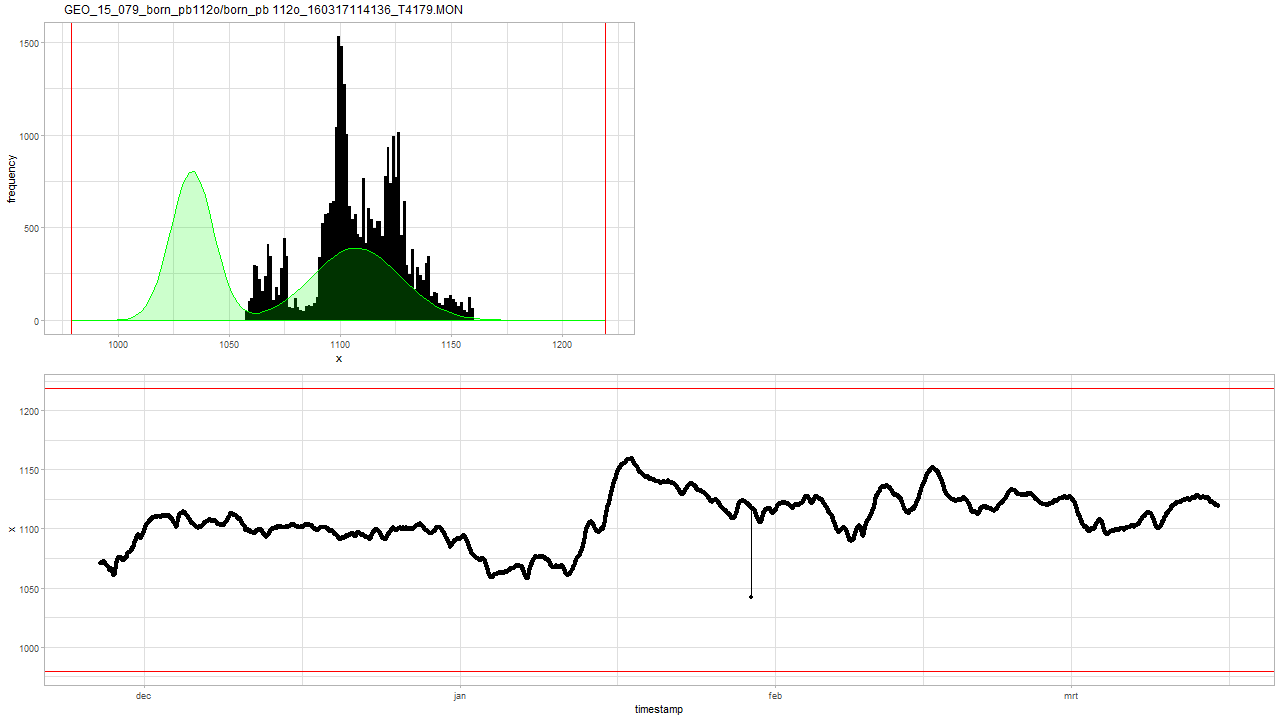 GEO_15_079_born_pb112o/born_pb 112o_160317114136_T4179.MON
1500
1000
500
0
frequency
1000 1050 1100 1150 1200
x
1200
1150
1100
1050
1000
x
dec jan feb mrt
timestamp